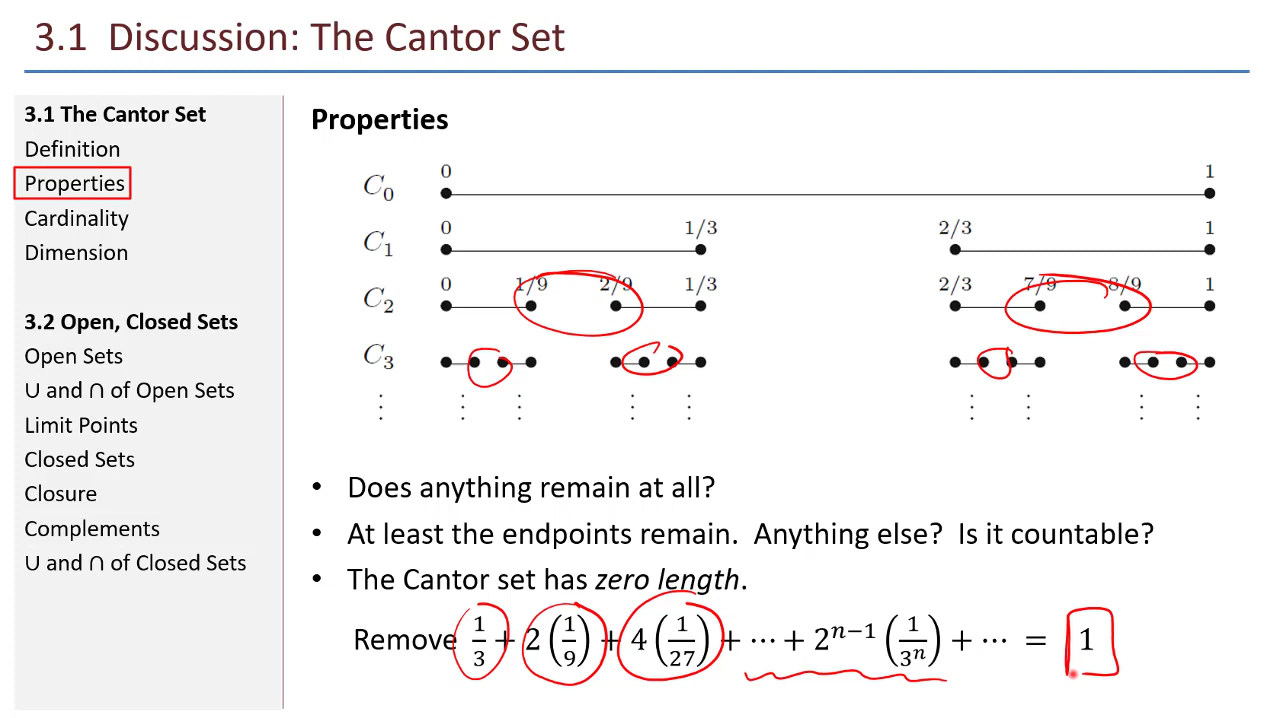 3.1 Discussion: The Cantor Set
3.1 The Cantor Set
Definition
Properties
Cardinality
Dimension
3.2 Open, Closed Sets
Open Sets
∪ and ∩ of Open Sets
Limit Points
Closed Sets
Closure
Complements
∪ and ∩ of Closed Sets
Properties
0 1
C₀
0 1/3 2/3 1
C₁
0 1/9 2/9 1/3 2/3 7/9 8/9 1
C₂
C₃
• Does anything remain at all?
• At least the endpoints remain. Anything else? Is it countable?
• The Cantor set has zero length.
Remove 1/3 + 2(1/9) + 4(1/27) + ⋯ + 2ⁿ⁻¹(1/3ⁿ) + ⋯ = 1